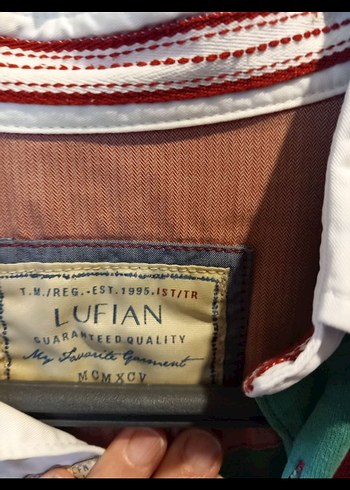 T.M./REG.-EST.1995.IST/TR
LUFIAN
GUARANTEED QUALITY
My Favorite Garment
MCMXCV